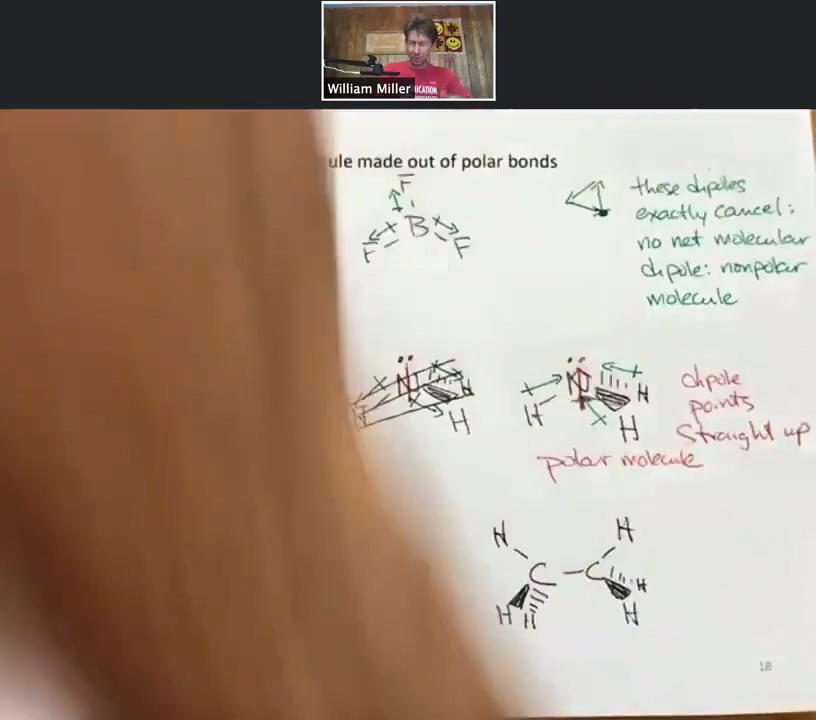 William Miller
ule made out of polar bonds
F
B
F
F
these dipoles
exactly cancel:
no net molecular
dipole: nonpolar
molecule
N
H
H
N
H
H
H
dipole
points
straight up
polar molecule
H
H
C
C
H
H
H
H
18